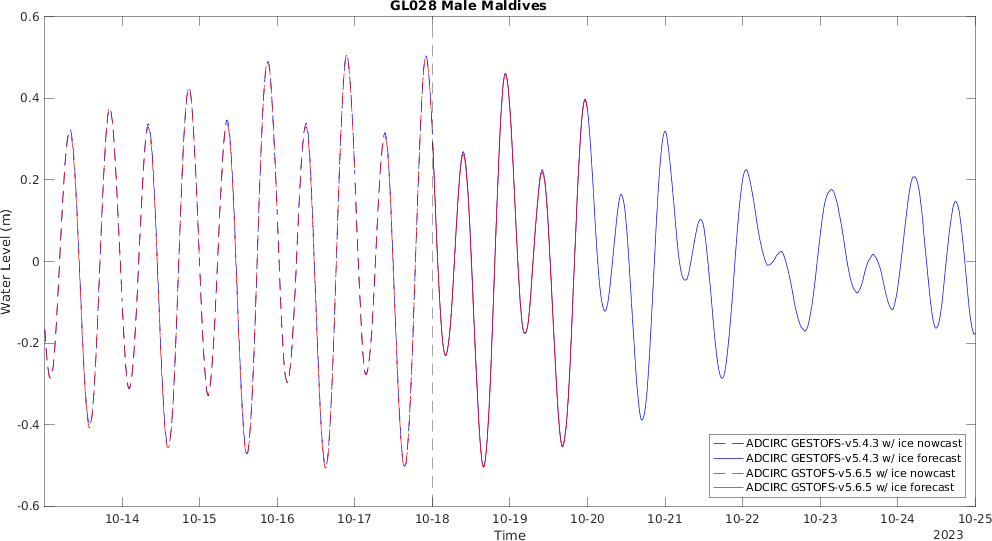 GL028 Male Maldives
0.6
0.4
0.2
0
-0.2
-0.4
-0.6
Water Level (m)
10-14 10-15 10-16 10-17 10-18 10-19 10-20 10-21 10-22 10-23 10-24 10-25
Time
2023
ADCIRC GESTOFS-v5.4.3 w/ ice nowcast
ADCIRC GESTOFS-v5.4.3 w/ ice forecast
ADCIRC GSTOFS-v5.6.5 w/ ice nowcast
ADCIRC GSTOFS-v5.6.5 w/ ice forecast